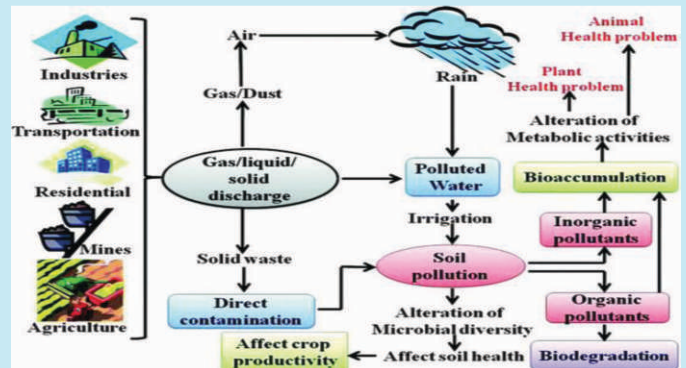 Industries
Transportation
Residential
Mines
Agriculture
Air
Gas/Dust
Gas/liquid/
solid
discharge
Solid waste
Direct
contamination
Rain
Polluted
Water
Irrigation
Soil
pollution
Alteration of
Microbial diversity
Affect soil health
Affect crop
productivity
Animal
Health problem
Plant
Health problem
Alteration of
Metabolic activities
Bioaccumulation
Inorganic
pollutants
Organic
pollutants
Biodegradation